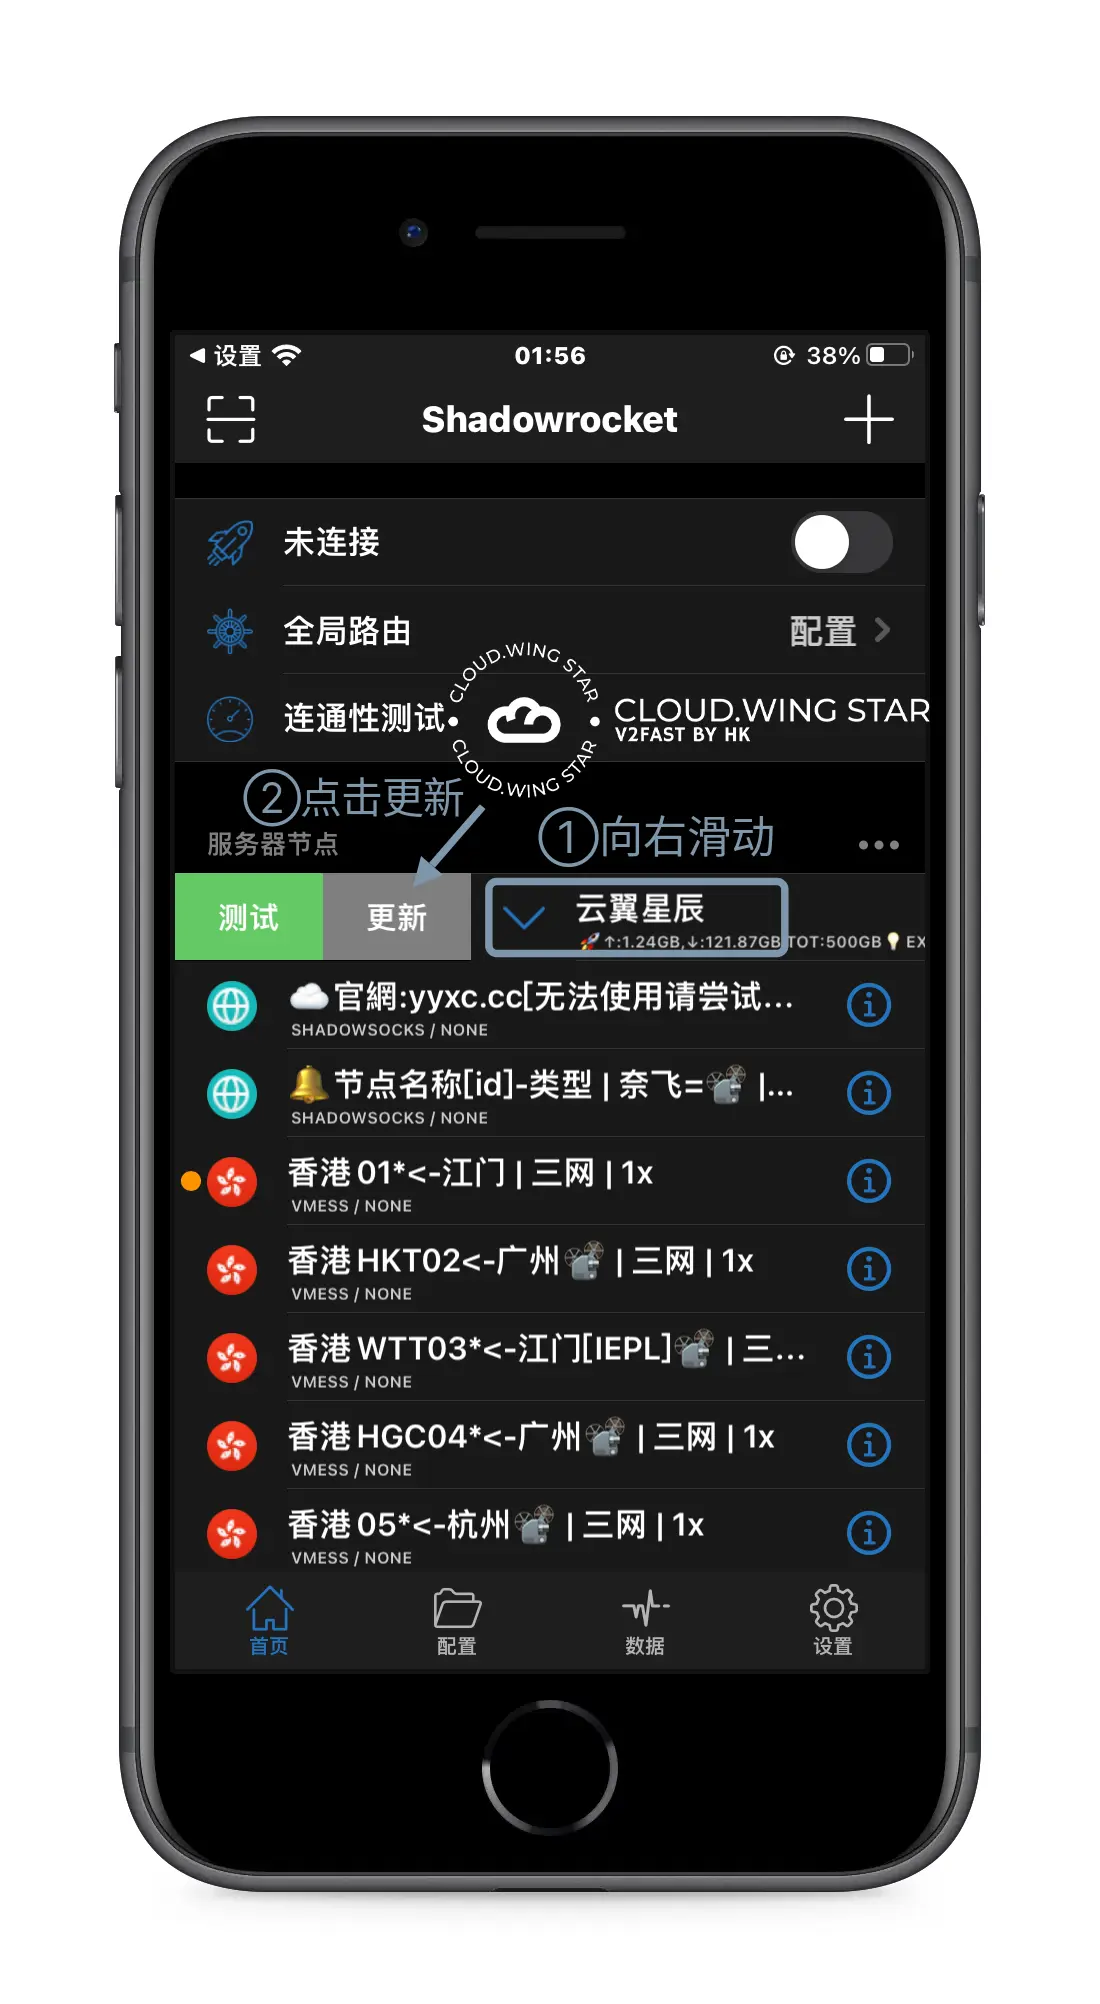 设置
01:56
38%
Shadowrocket
未连接
全局路由
配置
连通性测试
CLOUD.WING STAR
CLOUD.WING STAR
CLOUD.WING STAR
V2FAST BY HK
②点击更新
①向右滑动
服务器节点
测试
更新
云翼星辰
🚀↑:1.24GB,↓:121.87GB TOT:500GB💡EX
☁️官網:yyxc.cc[无法使用请尝试...
SHADOWSOCKS / NONE
🔔节点名称[id]-类型 | 奈飞=📽 |...
SHADOWSOCKS / NONE
香港 01*<-江门 | 三网 | 1x
VMESS / NONE
香港 HKT02<-广州📽 | 三网 | 1x
VMESS / NONE
香港 WTT03*<-江门[IEPL]📽 | 三...
VMESS / NONE
香港 HGC04*<-广州📽 | 三网 | 1x
VMESS / NONE
香港 05*<-杭州📽 | 三网 | 1x
VMESS / NONE
首页
配置
数据
设置